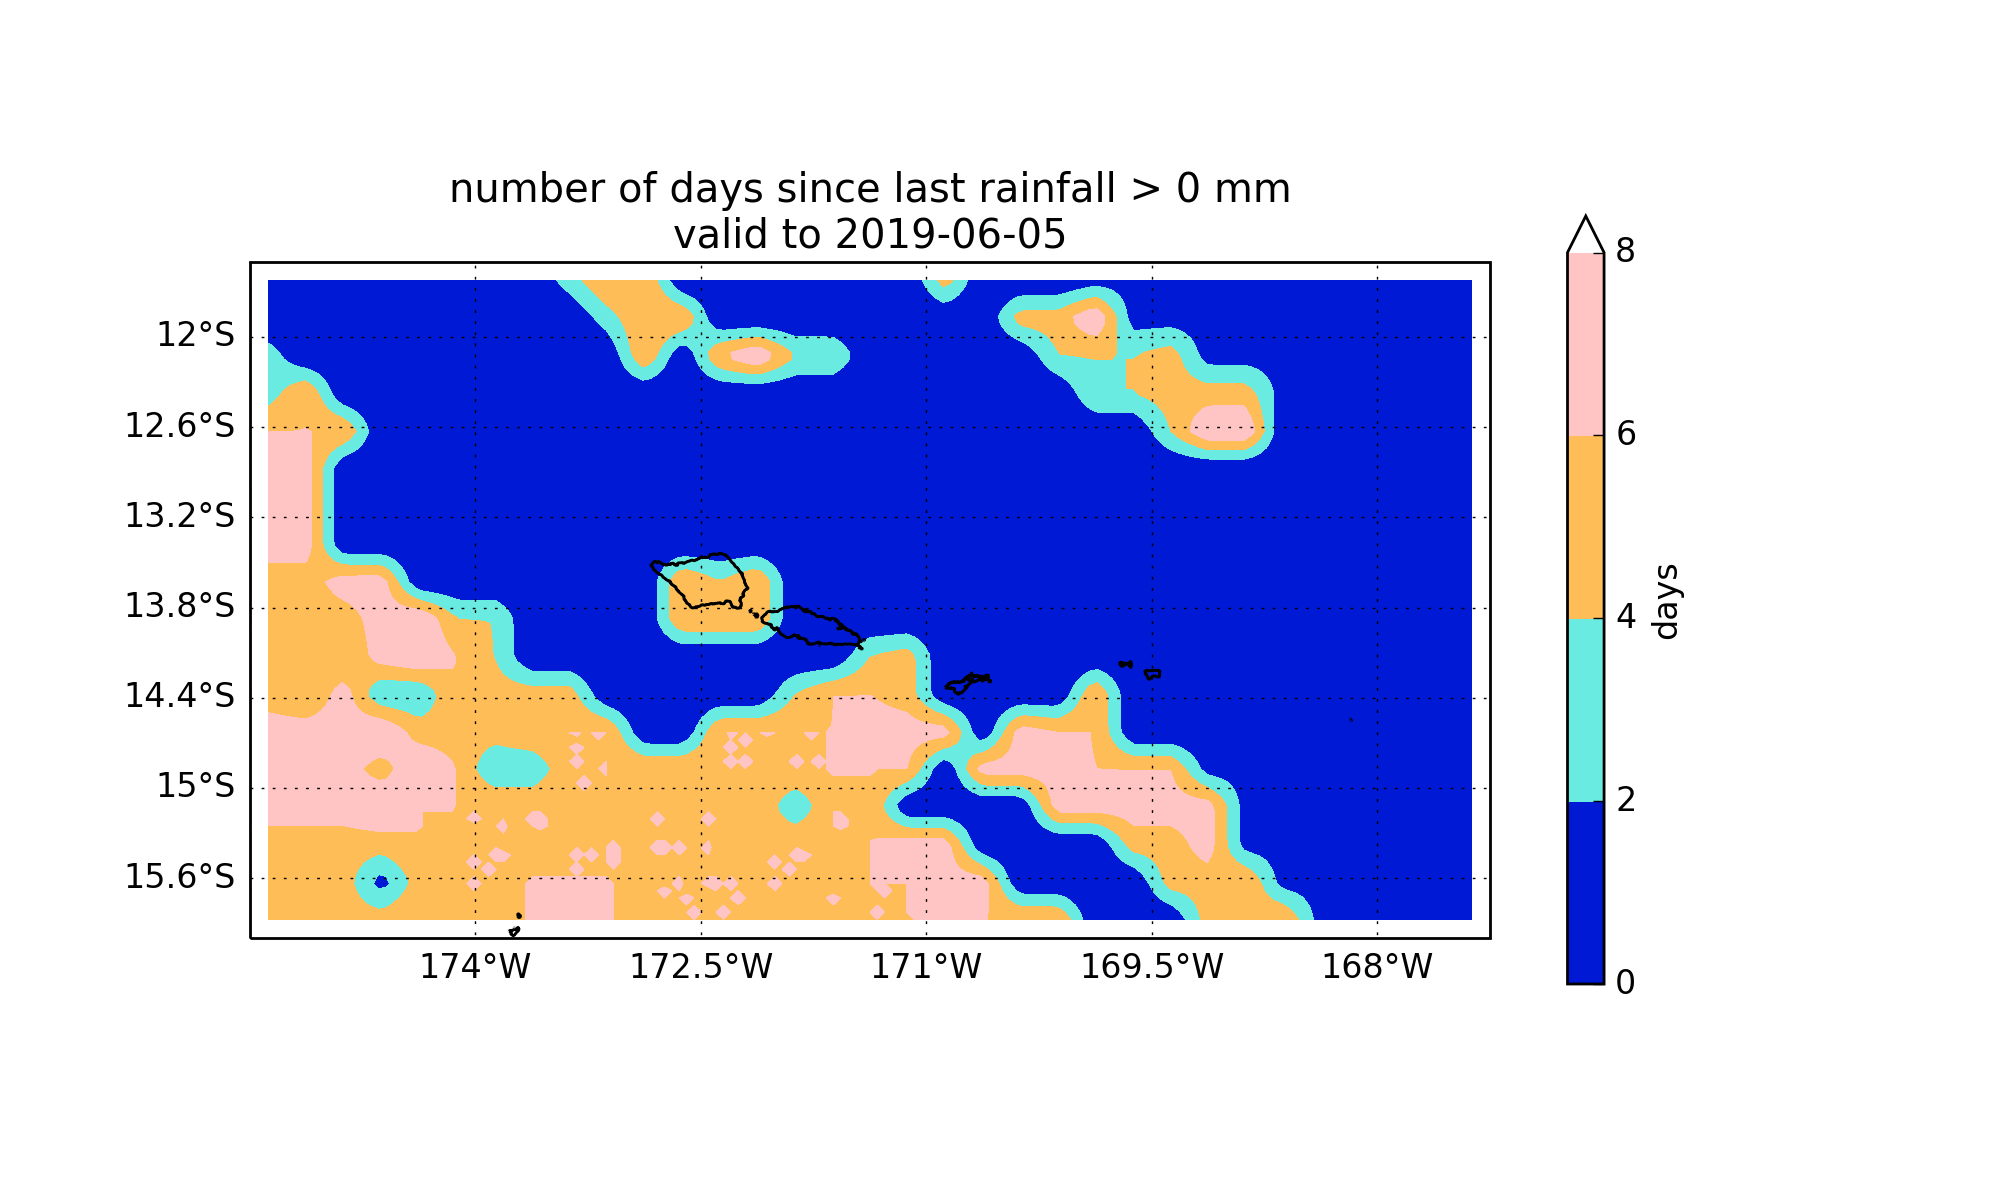 number of days since last rainfall > 0 mm
valid to 2019-06-05
12°S
12.6°S
13.2°S
13.8°S
14.4°S
15°S
15.6°S
174°W 172.5°W 171°W 169.5°W 168°W
8
6
4
2
0
days